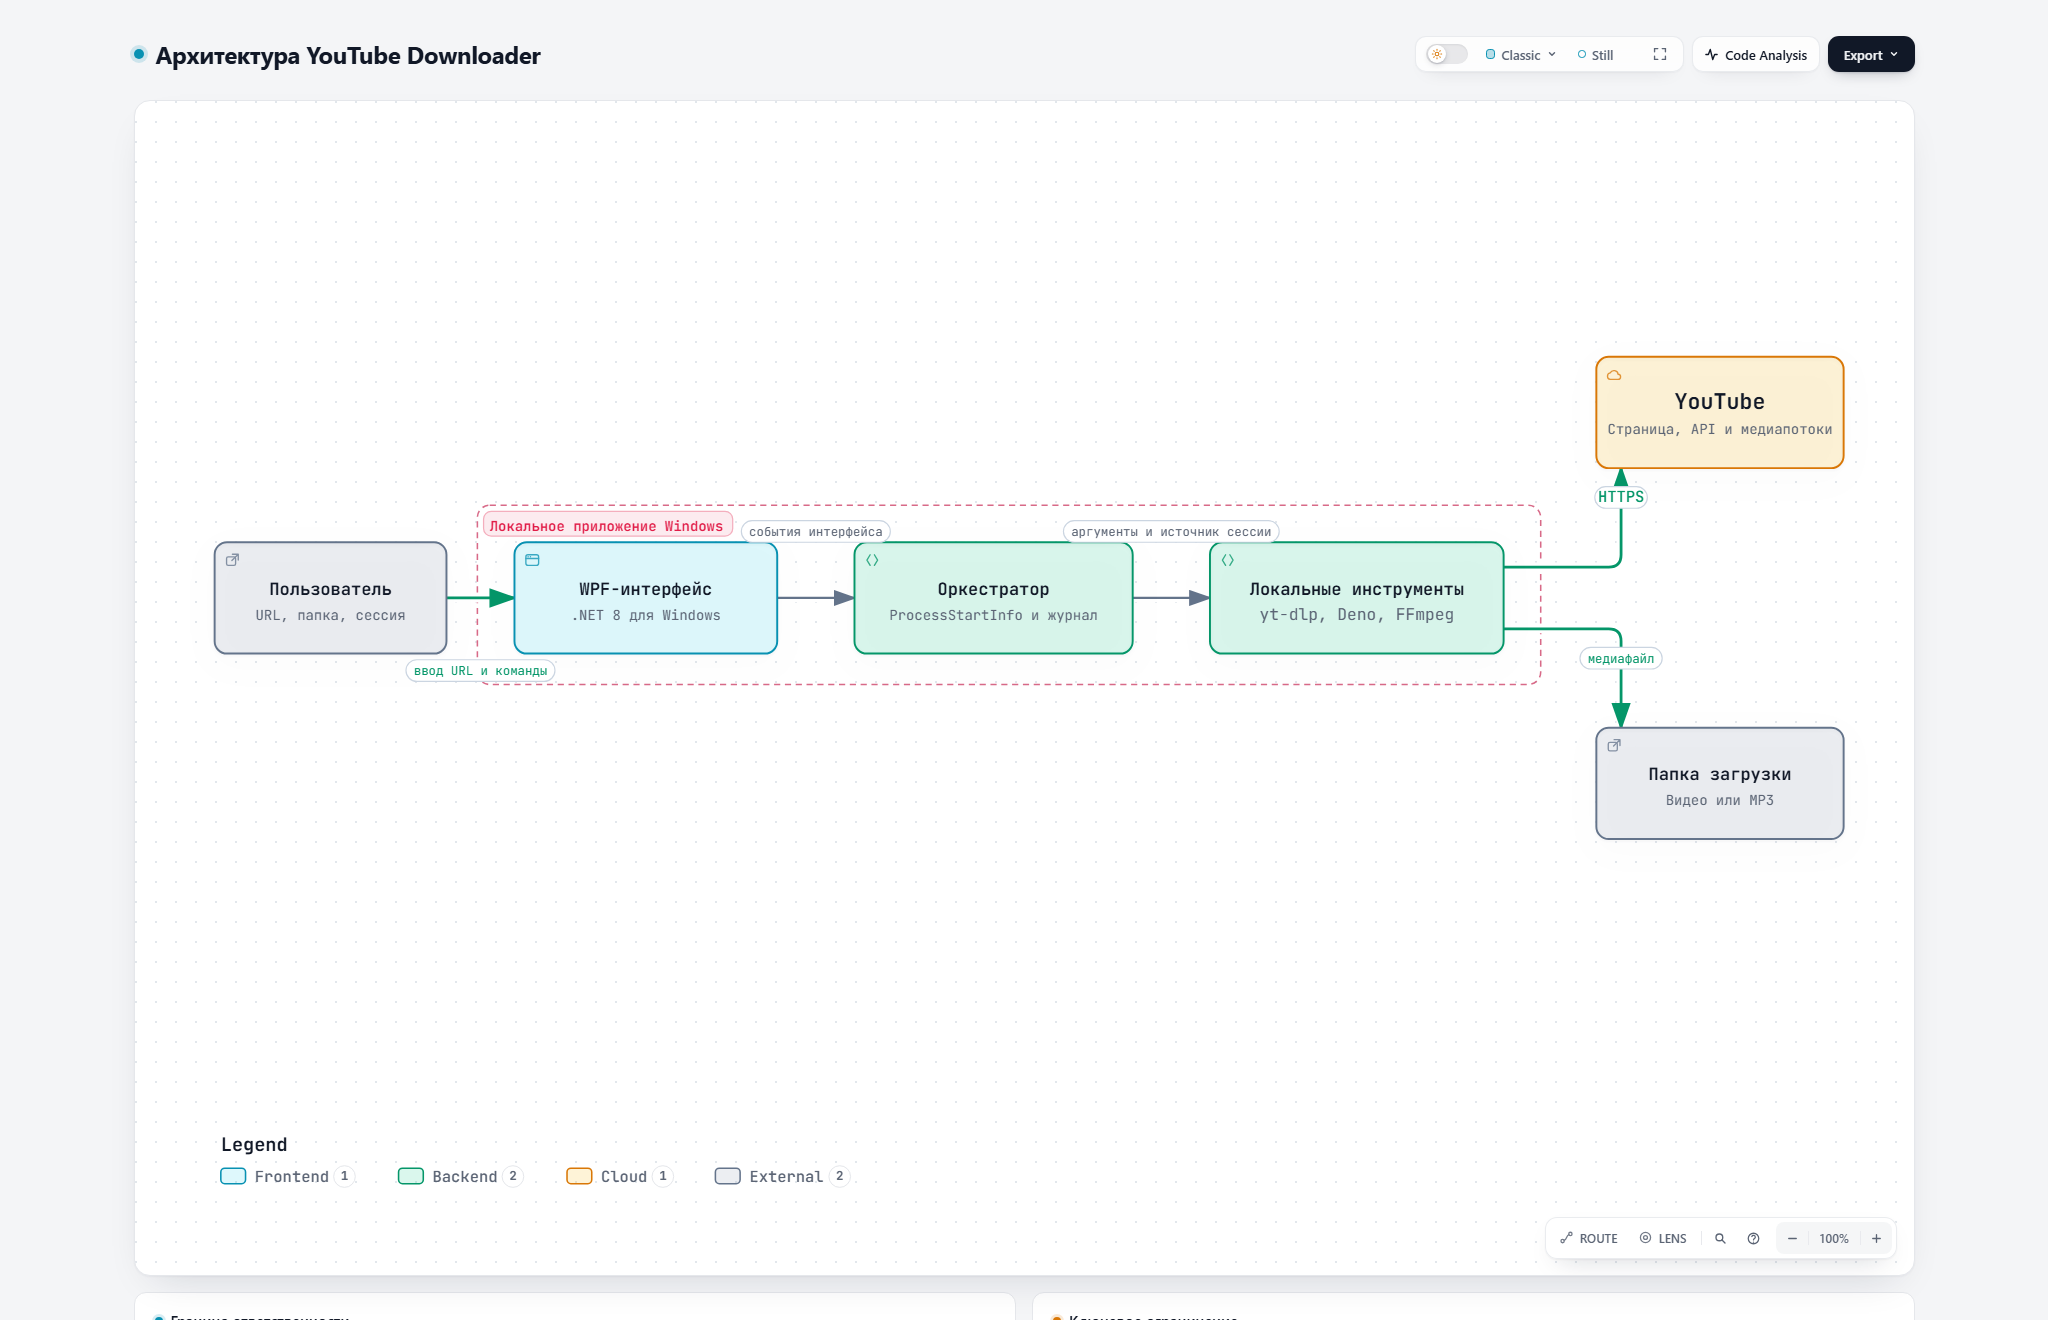 Архитектура YouTube Downloader
Classic
Still
Code Analysis
Export
YouTube
Страница, API и медиапотоки
HTTPS
Локальное приложение Windows
события интерфейса
аргументы и источник сессии
Пользователь
URL, папка, сессия
WPF-интерфейс
.NET 8 для Windows
Оркестратор
ProcessStartInfo и журнал
Локальные инструменты
yt-dlp, Deno, FFmpeg
ввод URL и команды
медиафайл
Папка загрузки
Видео или MP3
Legend
Frontend 1
Backend 2
Cloud 1
External 2
ROUTE
LENS
100%